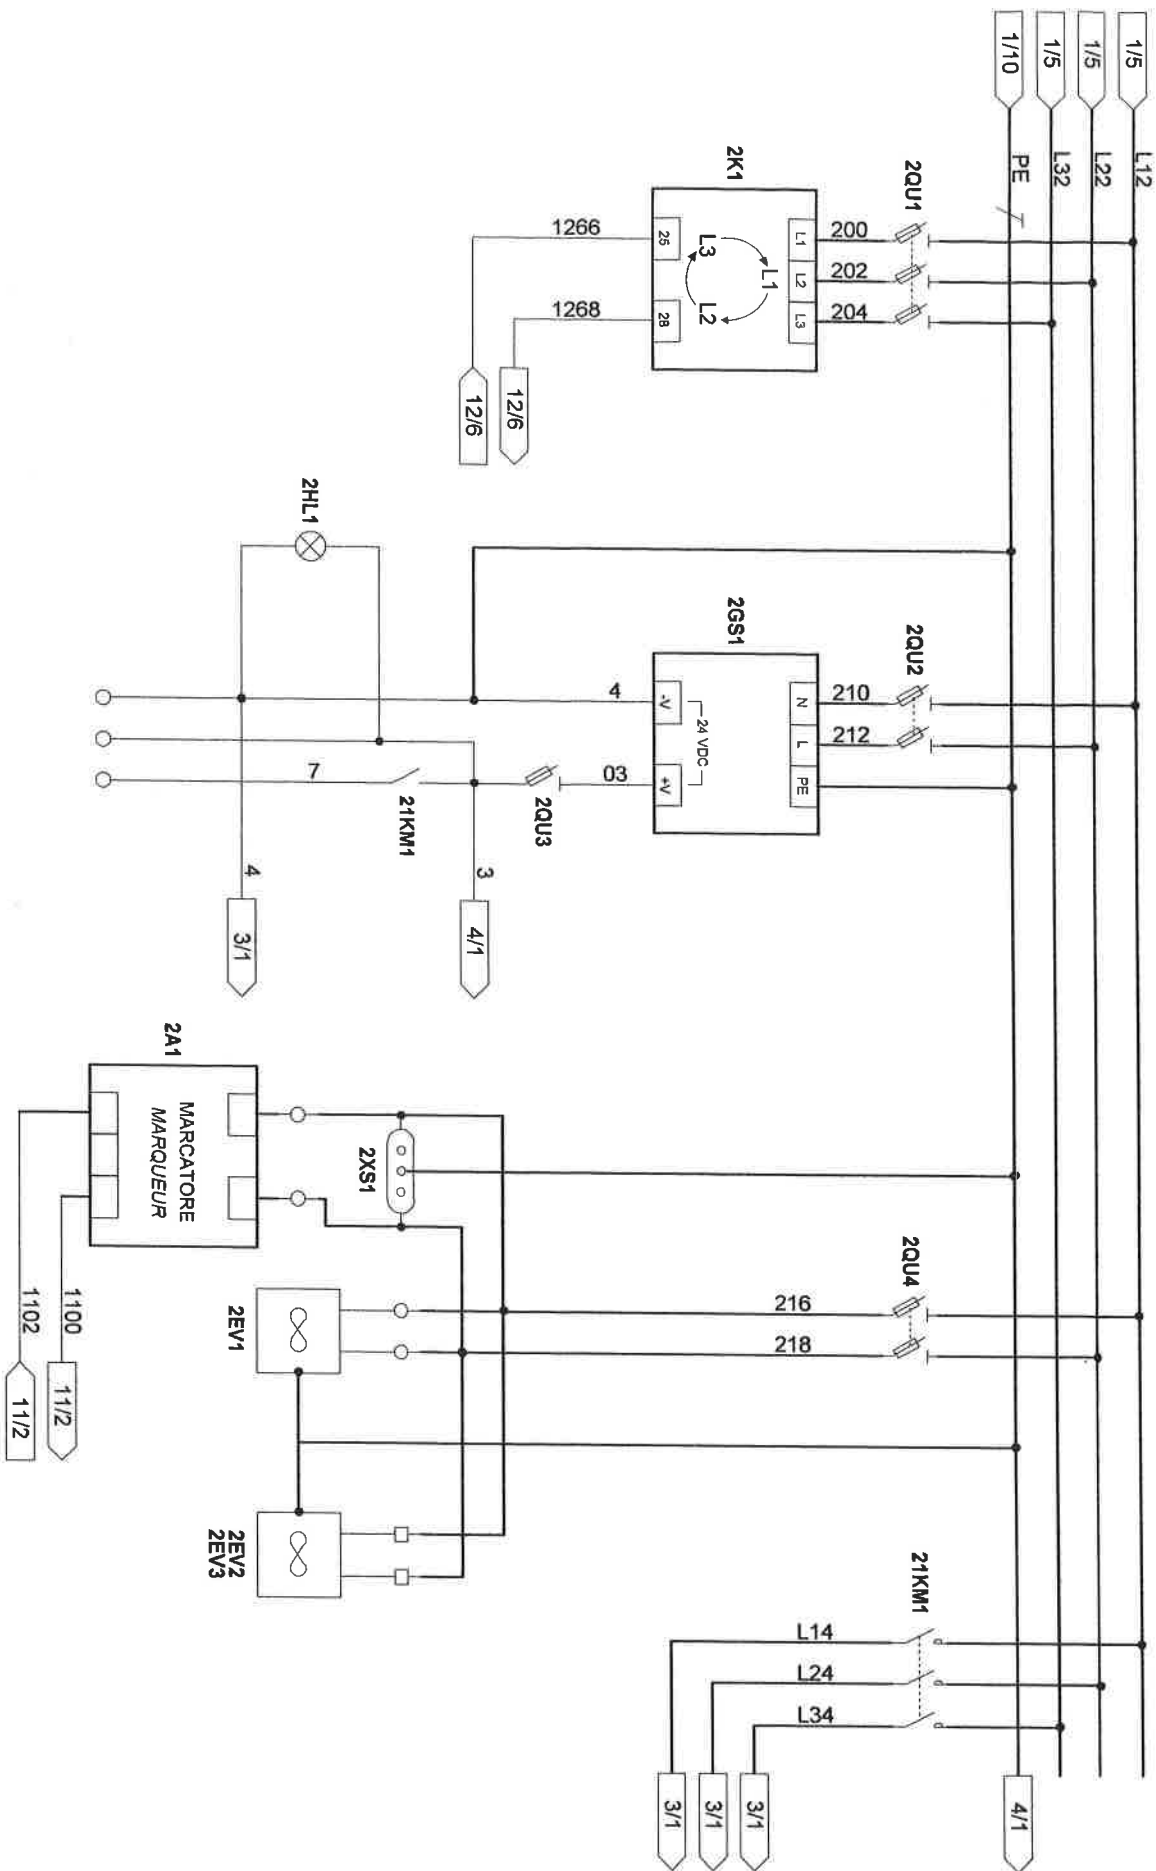 1/5
1/5
1/5
1/10
L12
L22
L32
PE
2QU1
200
202
204
2K1
L1
L2
L3
L1
L3
L2
25
28
1266
1268
12/6
12/6
2QU2
210
212
2GS1
N
L
PE
24 VDC
-V
+V
4
03
2QU3
2HL1
21KM1
7
3
4/1
4
3/1
2QU4
216
218
2XS1
2A1
MARCATORE
MARQUEUR
1100
1102
11/2
11/2
2EV1
2EV2
2EV3
21KM1
L14
L24
L34
3/1
3/1
3/1
4/1